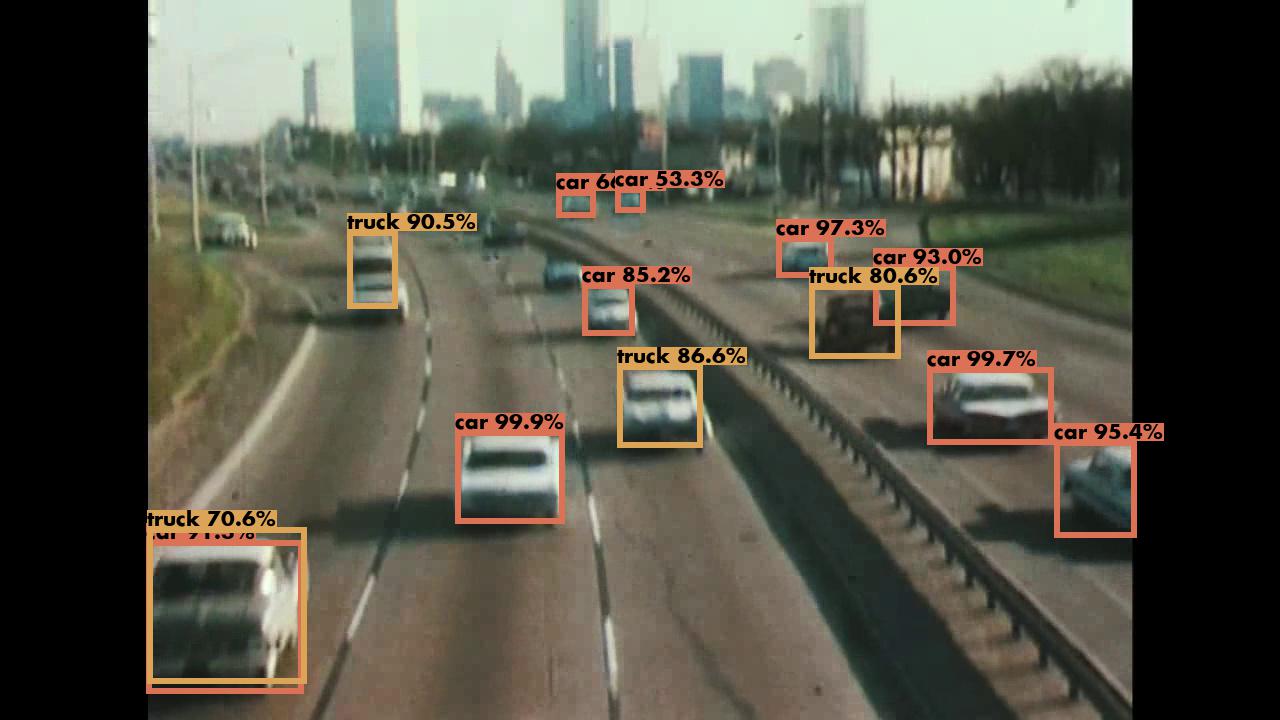 car 53.3%
truck 90.5%
car 97.3%
car 93.0%
car 85.2%
truck 80.6%
truck 86.6%
car 99.7%
car 99.9%
car 95.4%
truck 70.6%